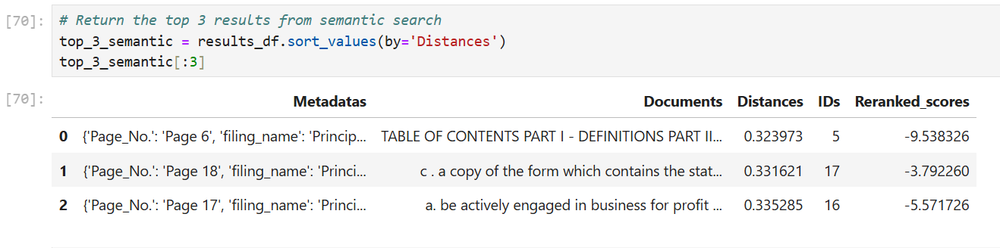 [70]: # Return the top 3 results from semantic search
top_3_semantic = results_df.sort_values(by='Distances')
top_3_semantic[:3]
[70]: Metadatas Documents Distances IDs Reranked_scores
0 {'Page_No.': 'Page 6', 'filing_name': 'Princip... TABLE OF CONTENTS PART I - DEFINITIONS PART II... 0.323973 5 -9.538326
1 {'Page_No.': 'Page 18', 'filing_name': 'Princi... c . a copy of the form which contains the stat... 0.331621 17 -3.792260
2 {'Page_No.': 'Page 17', 'filing_name': 'Princi... a. be actively engaged in business for profit ... 0.335285 16 -5.571726